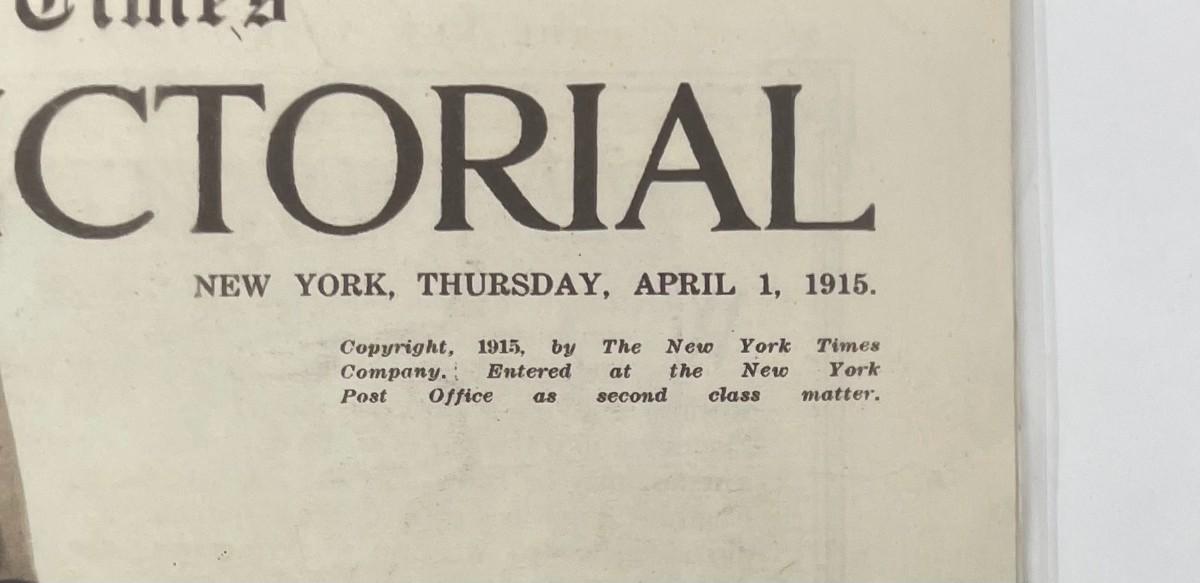 Times
CTORIAL
NEW YORK, THURSDAY, APRIL 1, 1915.
Copyright, 1915, by The New York Times
Company. Entered at the New York
Post Office as second class matter.